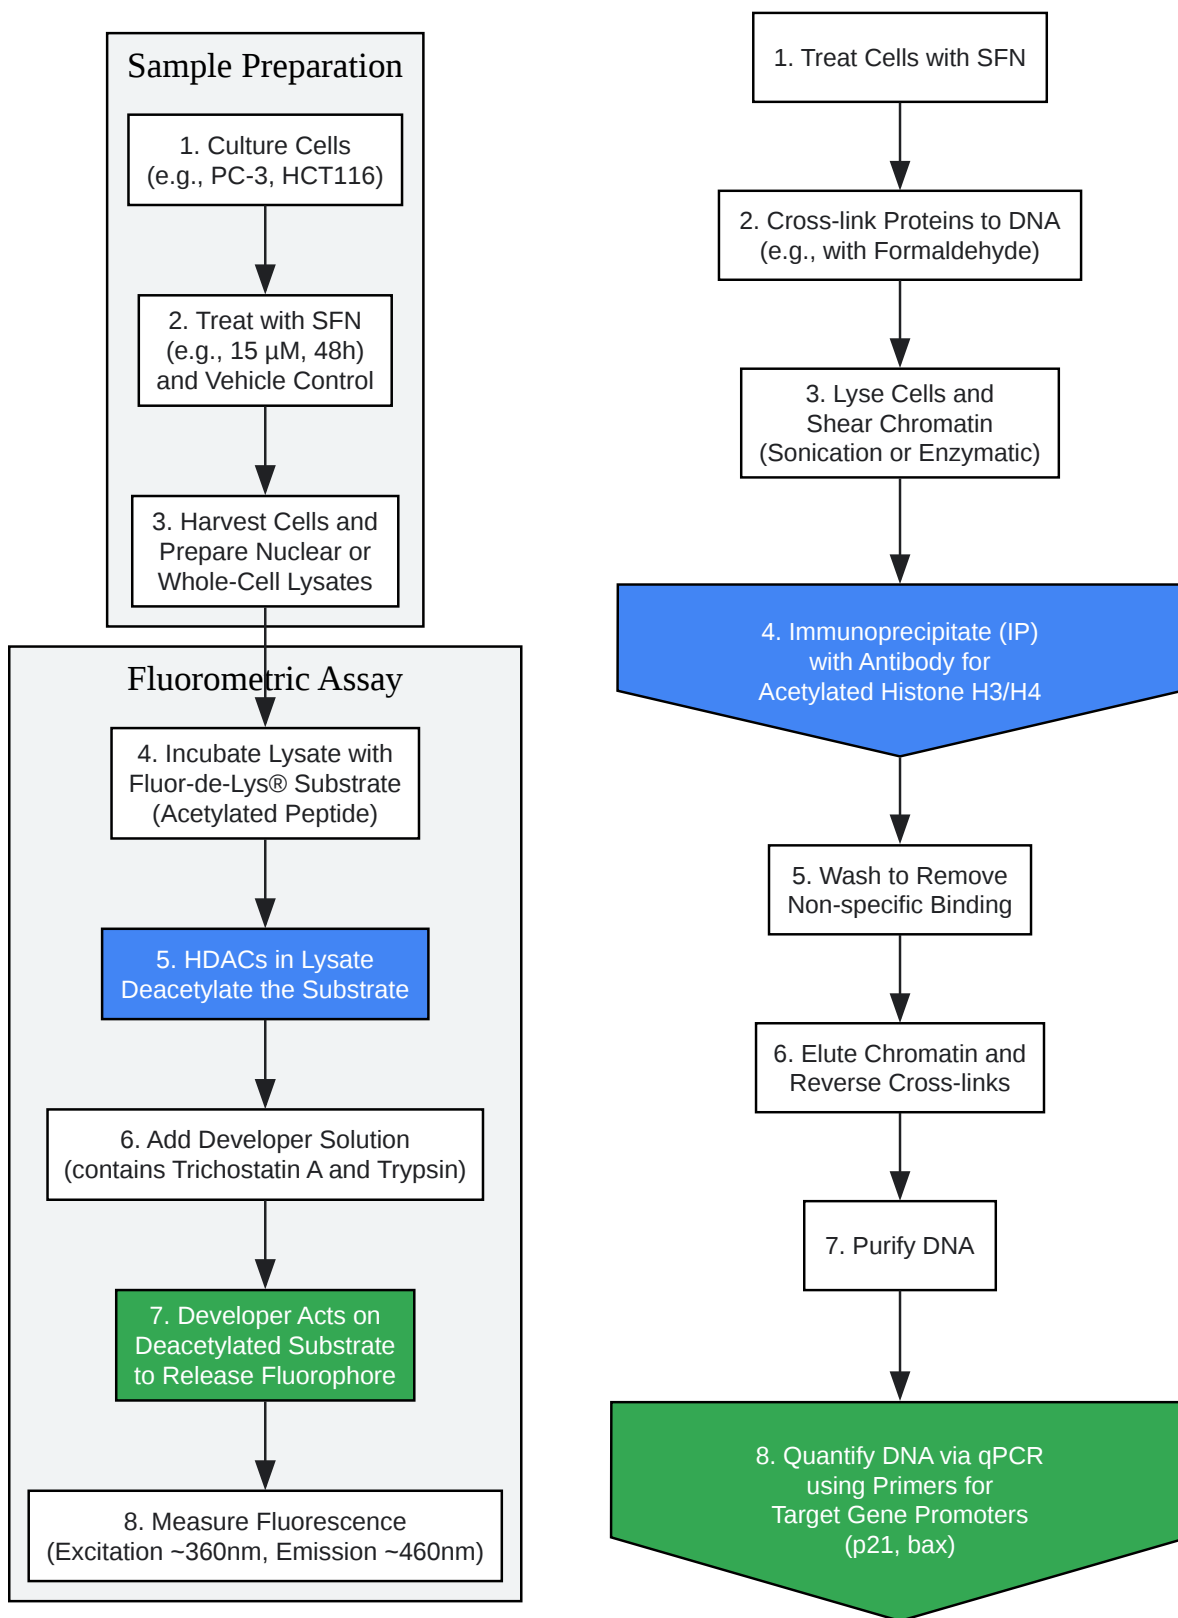 Sample Preparation
1. Culture Cells
(e.g., PC-3, HCT116)
2. Treat with SFN
(e.g., 15 µM, 48h)
and Vehicle Control
3. Harvest Cells and
Prepare Nuclear or
Whole-Cell Lysates
Fluorometric Assay
4. Incubate Lysate with
Fluor-de-Lys® Substrate
(Acetylated Peptide)
5. HDACs in Lysate
Deacetylate the Substrate
6. Add Developer Solution
(contains Trichostatin A and Trypsin)
7. Developer Acts on
Deacetylated Substrate
to Release Fluorophore
8. Measure Fluorescence
(Excitation ~360nm, Emission ~460nm)
1. Treat Cells with SFN
2. Cross-link Proteins to DNA
(e.g., with Formaldehyde)
3. Lyse Cells and
Shear Chromatin
(Sonication or Enzymatic)
4. Immunoprecipitate (IP)
with Antibody for
Acetylated Histone H3/H4
5. Wash to Remove
Non-specific Binding
6. Elute Chromatin and
Reverse Cross-links
7. Purify DNA
8. Quantify DNA via qPCR
using Primers for
Target Gene Promoters
(p21, bax)